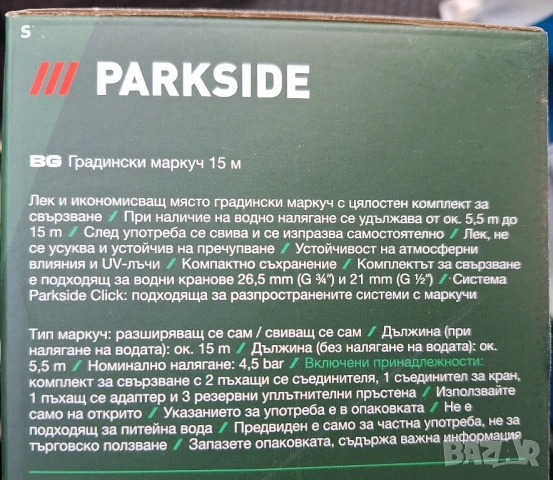 S
PARKSIDE
BG Градински маркуч 15 м
Лек и икономисващ място градински маркуч с цялостен комплект за
свързване / При наличие на водно налягане се удължава от ок. 5,5 m до
15 m / След употреба се свива и се изпразва самостоятелно / Лек, не
се усуква и устойчив на пречупване / Устойчивост на атмосферни
влияния и UV-лъчи / Компактно съхранение / Комплектът за свързване
е подходящ за водни кранове 26,5 mm (G ¾") и 21 mm (G ½") / Система
Parkside Click: подходяща за разпространените системи с маркучи
Тип маркуч: разширяващ се сам / свиващ се сам / Дължина (при
налягане на водата): ок. 15 m / Дължина (без налягане на водата): ок.
5,5 m / Номинално налягане: 4,5 bar / Включени принадлежности:
комплект за свързване с 2 пъхащи се съединителя, 1 съединител за кран,
1 пъхащ се адаптер и 3 резервни уплътнителни пръстена / Използвайте
само на открито / Указанието за употреба е в опаковката / Не е
подходящ за питейна вода / Предвиден е само за частна употреба, не за
търговско ползване / Запазете опаковката, съдържа важна информация
BAZAR